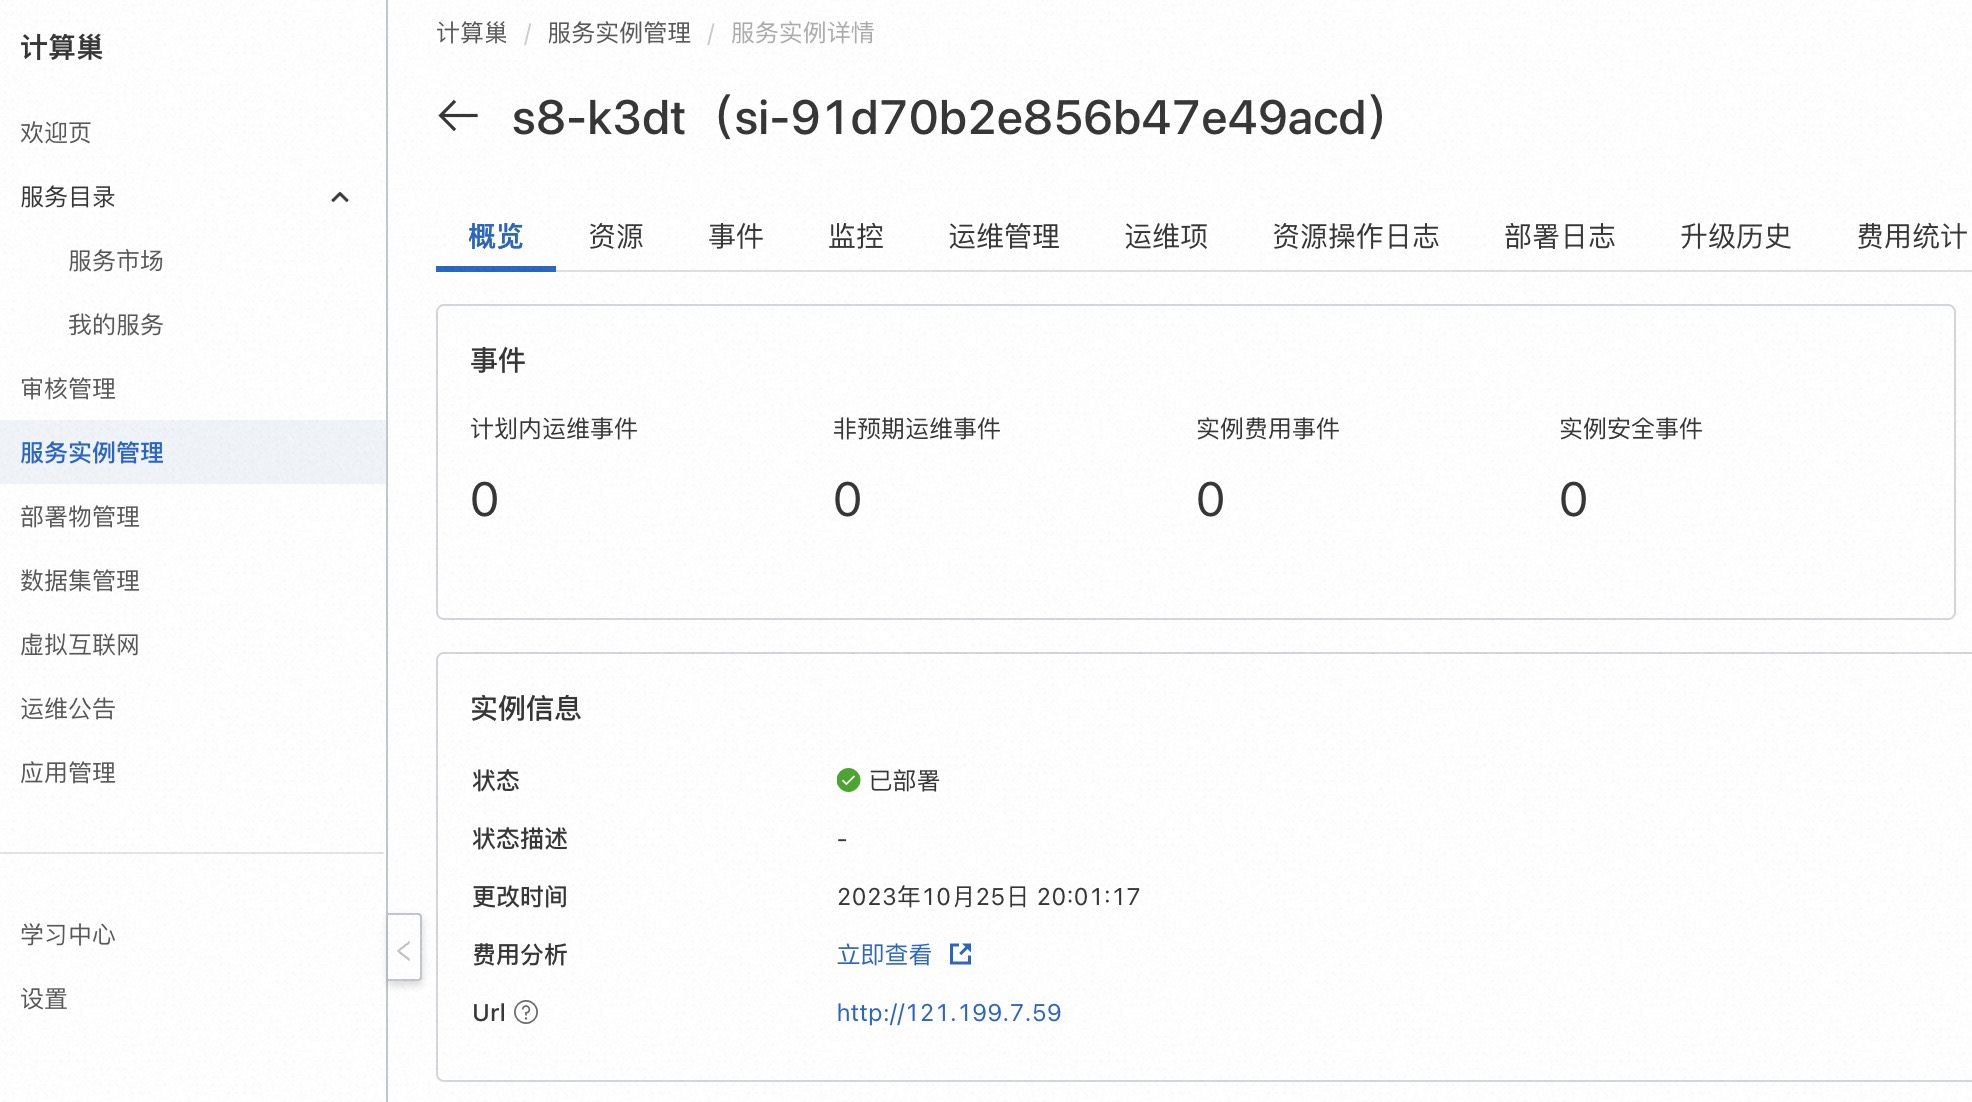 计算巢
欢迎页
服务目录
服务市场
我的服务
审核管理
服务实例管理
部署物管理
数据集管理
虚拟互联网
运维公告
应用管理
学习中心
设置
计算巢 / 服务实例管理 / 服务实例详情
s8-k3dt（si-91d70b2e856b47e49acd）
概览 资源 事件 监控 运维管理 运维项 资源操作日志 部署日志 升级历史 费用统计
事件
计划内运维事件 非预期运维事件 实例费用事件 实例安全事件
0 0 0 0
实例信息
状态 已部署
状态描述 -
更改时间 2023年10月25日 20:01:17
费用分析 立即查看
Url ? http://121.199.7.59